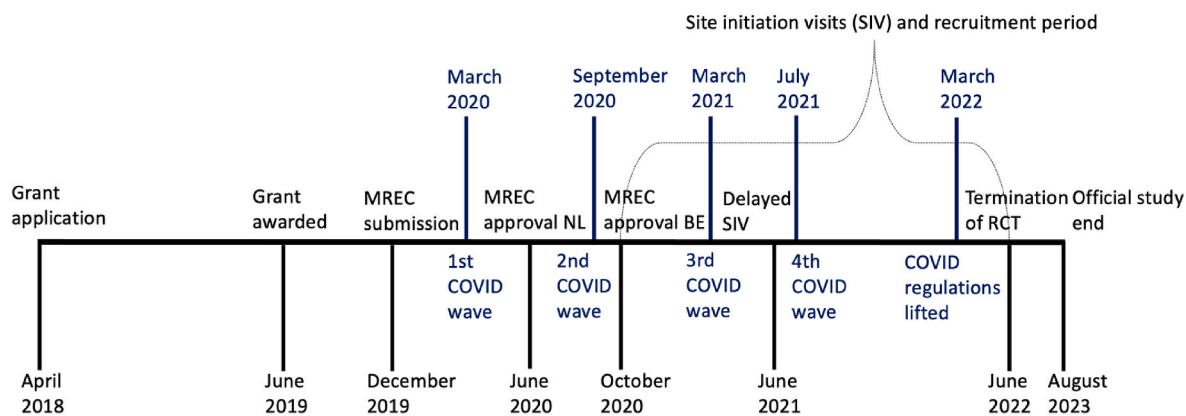 Site initiation visits (SIV) and recruitment period
March
2020
September
2020
March
2021
July
2021
March
2022
Grant
application
Grant
awarded
MREC
submission
MREC
approval NL
MREC
approval BE
Delayed
SIV
Termination
of RCT
Official study
end
1st
COVID
wave
2nd
COVID
wave
3rd
COVID
wave
4th
COVID
wave
COVID
regulations
lifted
April
2018
June
2019
December
2019
June
2020
October
2020
June
2021
June
2022
August
2023